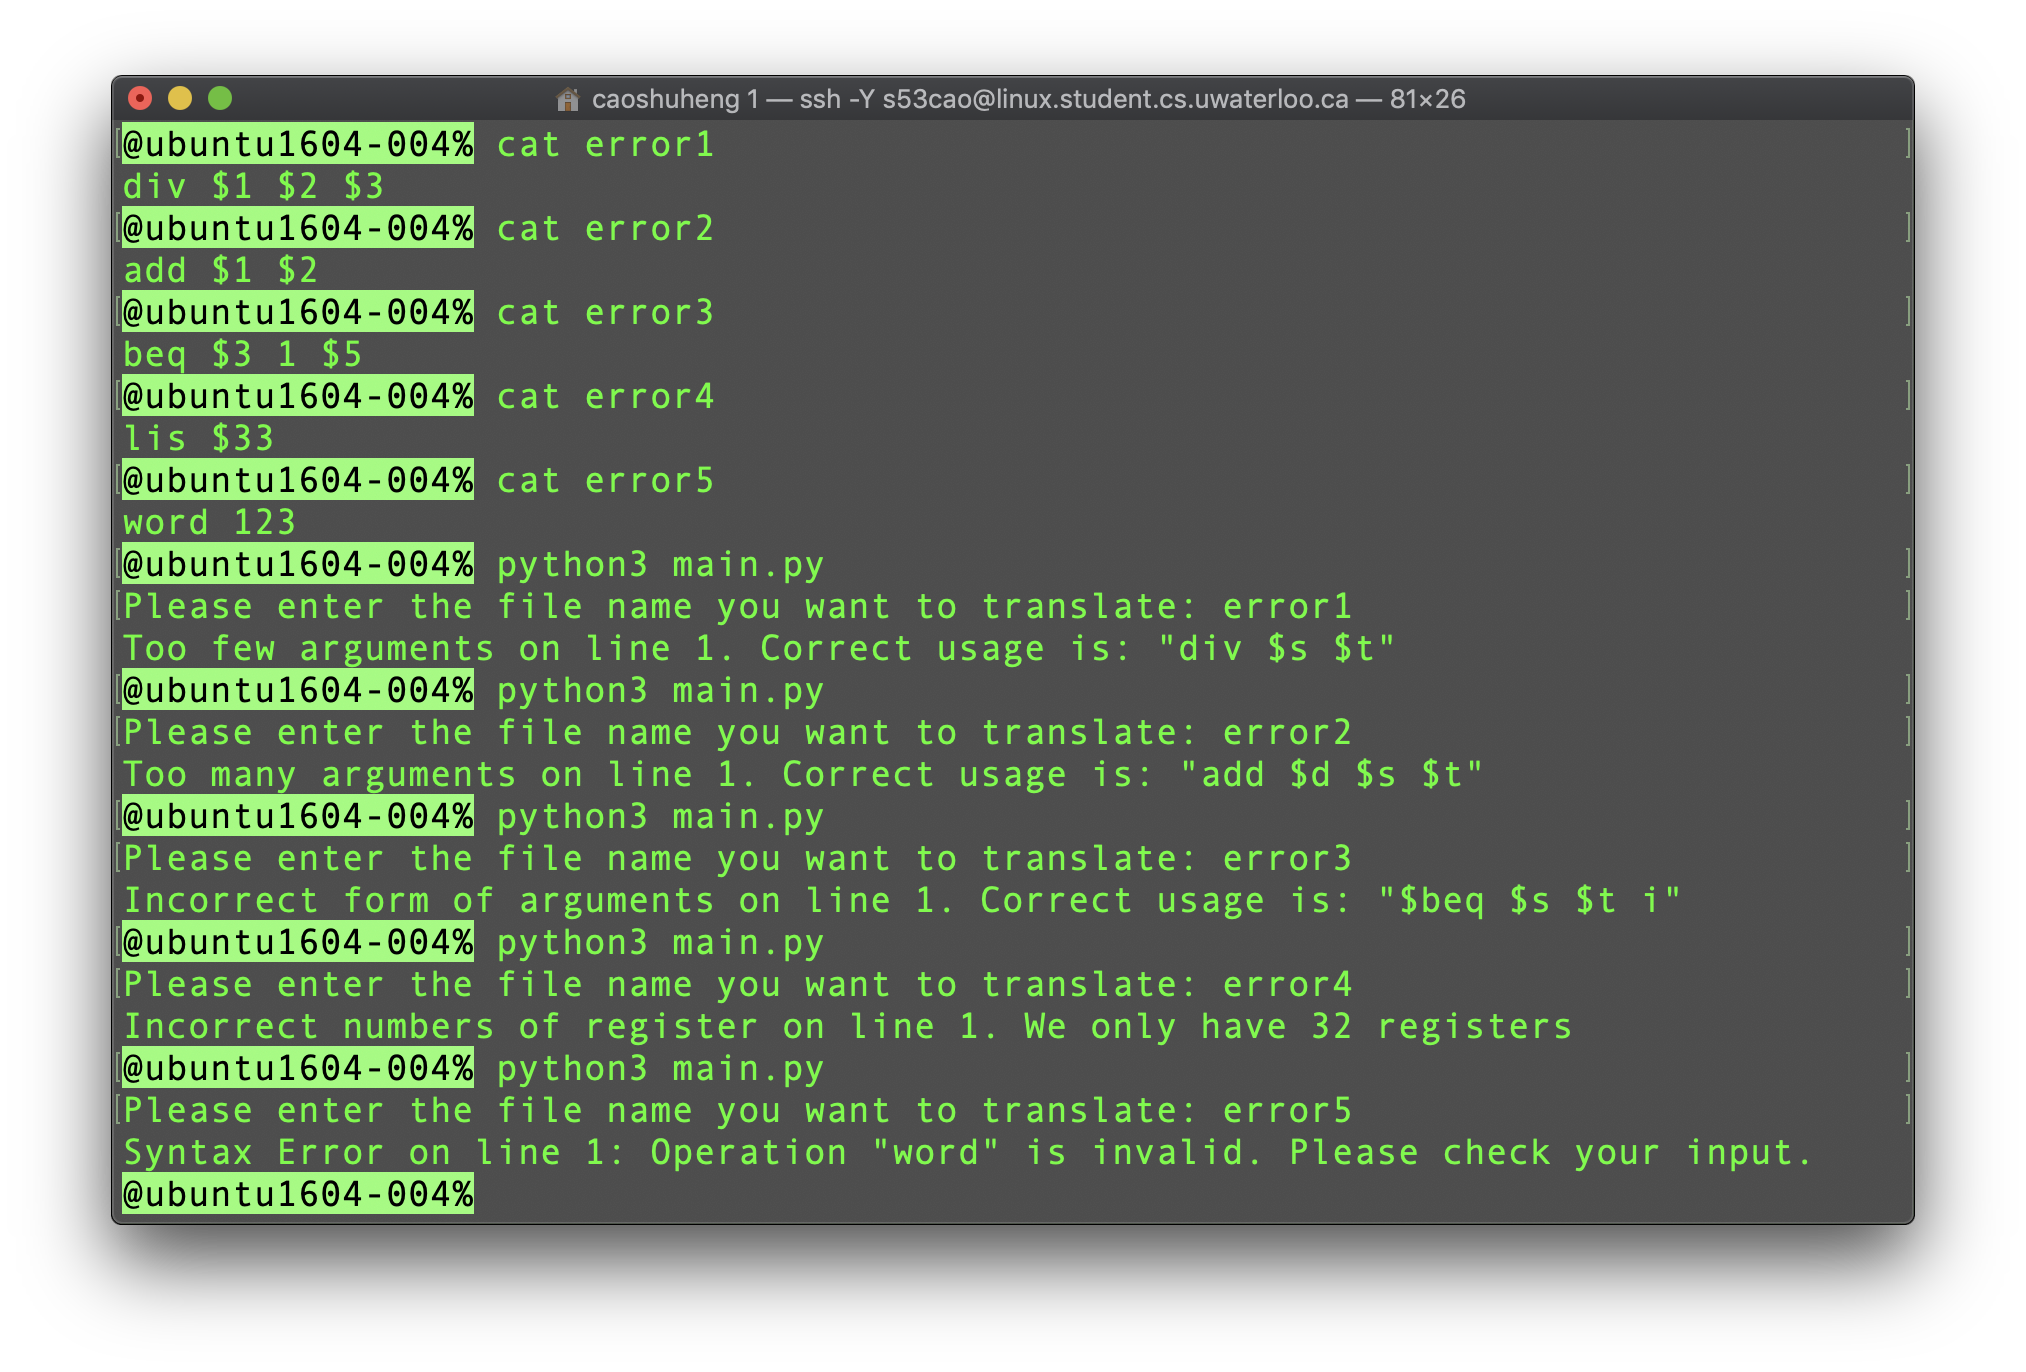 caoshuheng 1 — ssh -Y s53cao@linux.student.cs.uwaterloo.ca — 81×26
[@ubuntu1604-004% cat error1 ]
div $1 $2 $3
[@ubuntu1604-004% cat error2 ]
add $1 $2
[@ubuntu1604-004% cat error3 ]
beq $3 1 $5
[@ubuntu1604-004% cat error4 ]
lis $33
[@ubuntu1604-004% cat error5 ]
word 123
[@ubuntu1604-004% python3 main.py ]
[Please enter the file name you want to translate: error1 ]
Too few arguments on line 1. Correct usage is: "div $s $t"
[@ubuntu1604-004% python3 main.py ]
[Please enter the file name you want to translate: error2 ]
Too many arguments on line 1. Correct usage is: "add $d $s $t"
[@ubuntu1604-004% python3 main.py ]
[Please enter the file name you want to translate: error3 ]
Incorrect form of arguments on line 1. Correct usage is: "$beq $s $t i"
[@ubuntu1604-004% python3 main.py ]
[Please enter the file name you want to translate: error4 ]
Incorrect numbers of register on line 1. We only have 32 registers
[@ubuntu1604-004% python3 main.py ]
[Please enter the file name you want to translate: error5 ]
Syntax Error on line 1: Operation "word" is invalid. Please check your input.
@ubuntu1604-004%